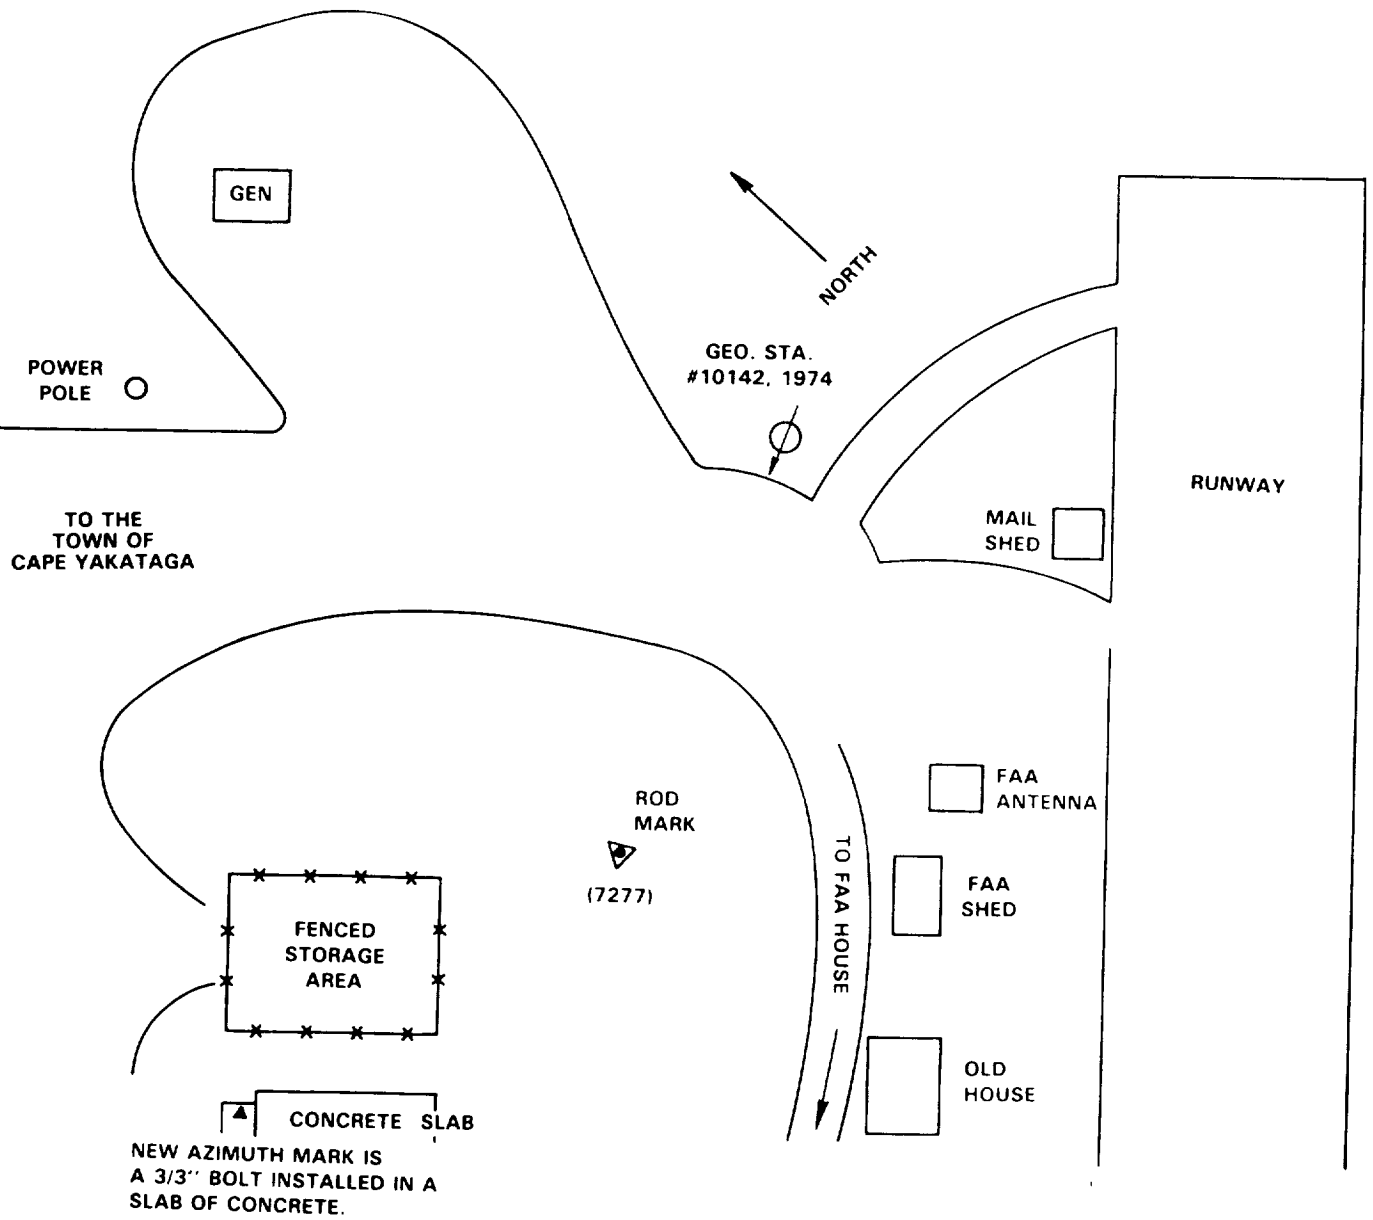 GEN
NORTH
GEO. STA.
#10142, 1974
POWER
POLE
RUNWAY
MAIL
SHED
TO THE
TOWN OF
CAPE YAKATAGA
FAA
ANTENNA
ROD
MARK
(7277)
TO FAA HOUSE
FAA
SHED
FENCED
STORAGE
AREA
OLD
HOUSE
CONCRETE SLAB
NEW AZIMUTH MARK IS
A 3/3'' BOLT INSTALLED IN A
SLAB OF CONCRETE.